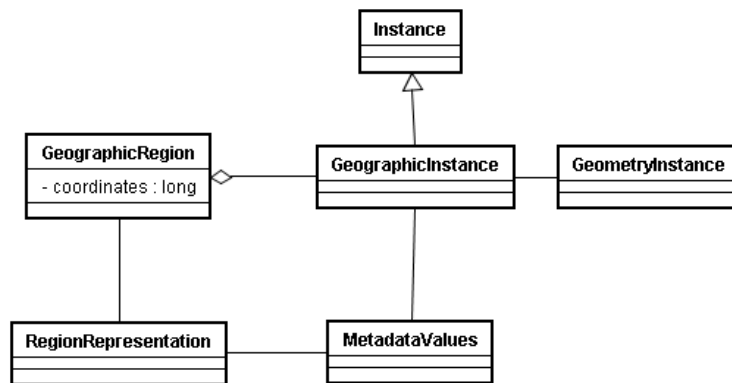 Instance
GeographicRegion
- coordinates : long
GeographicInstance
GeometryInstance
RegionRepresentation
MetadataValues